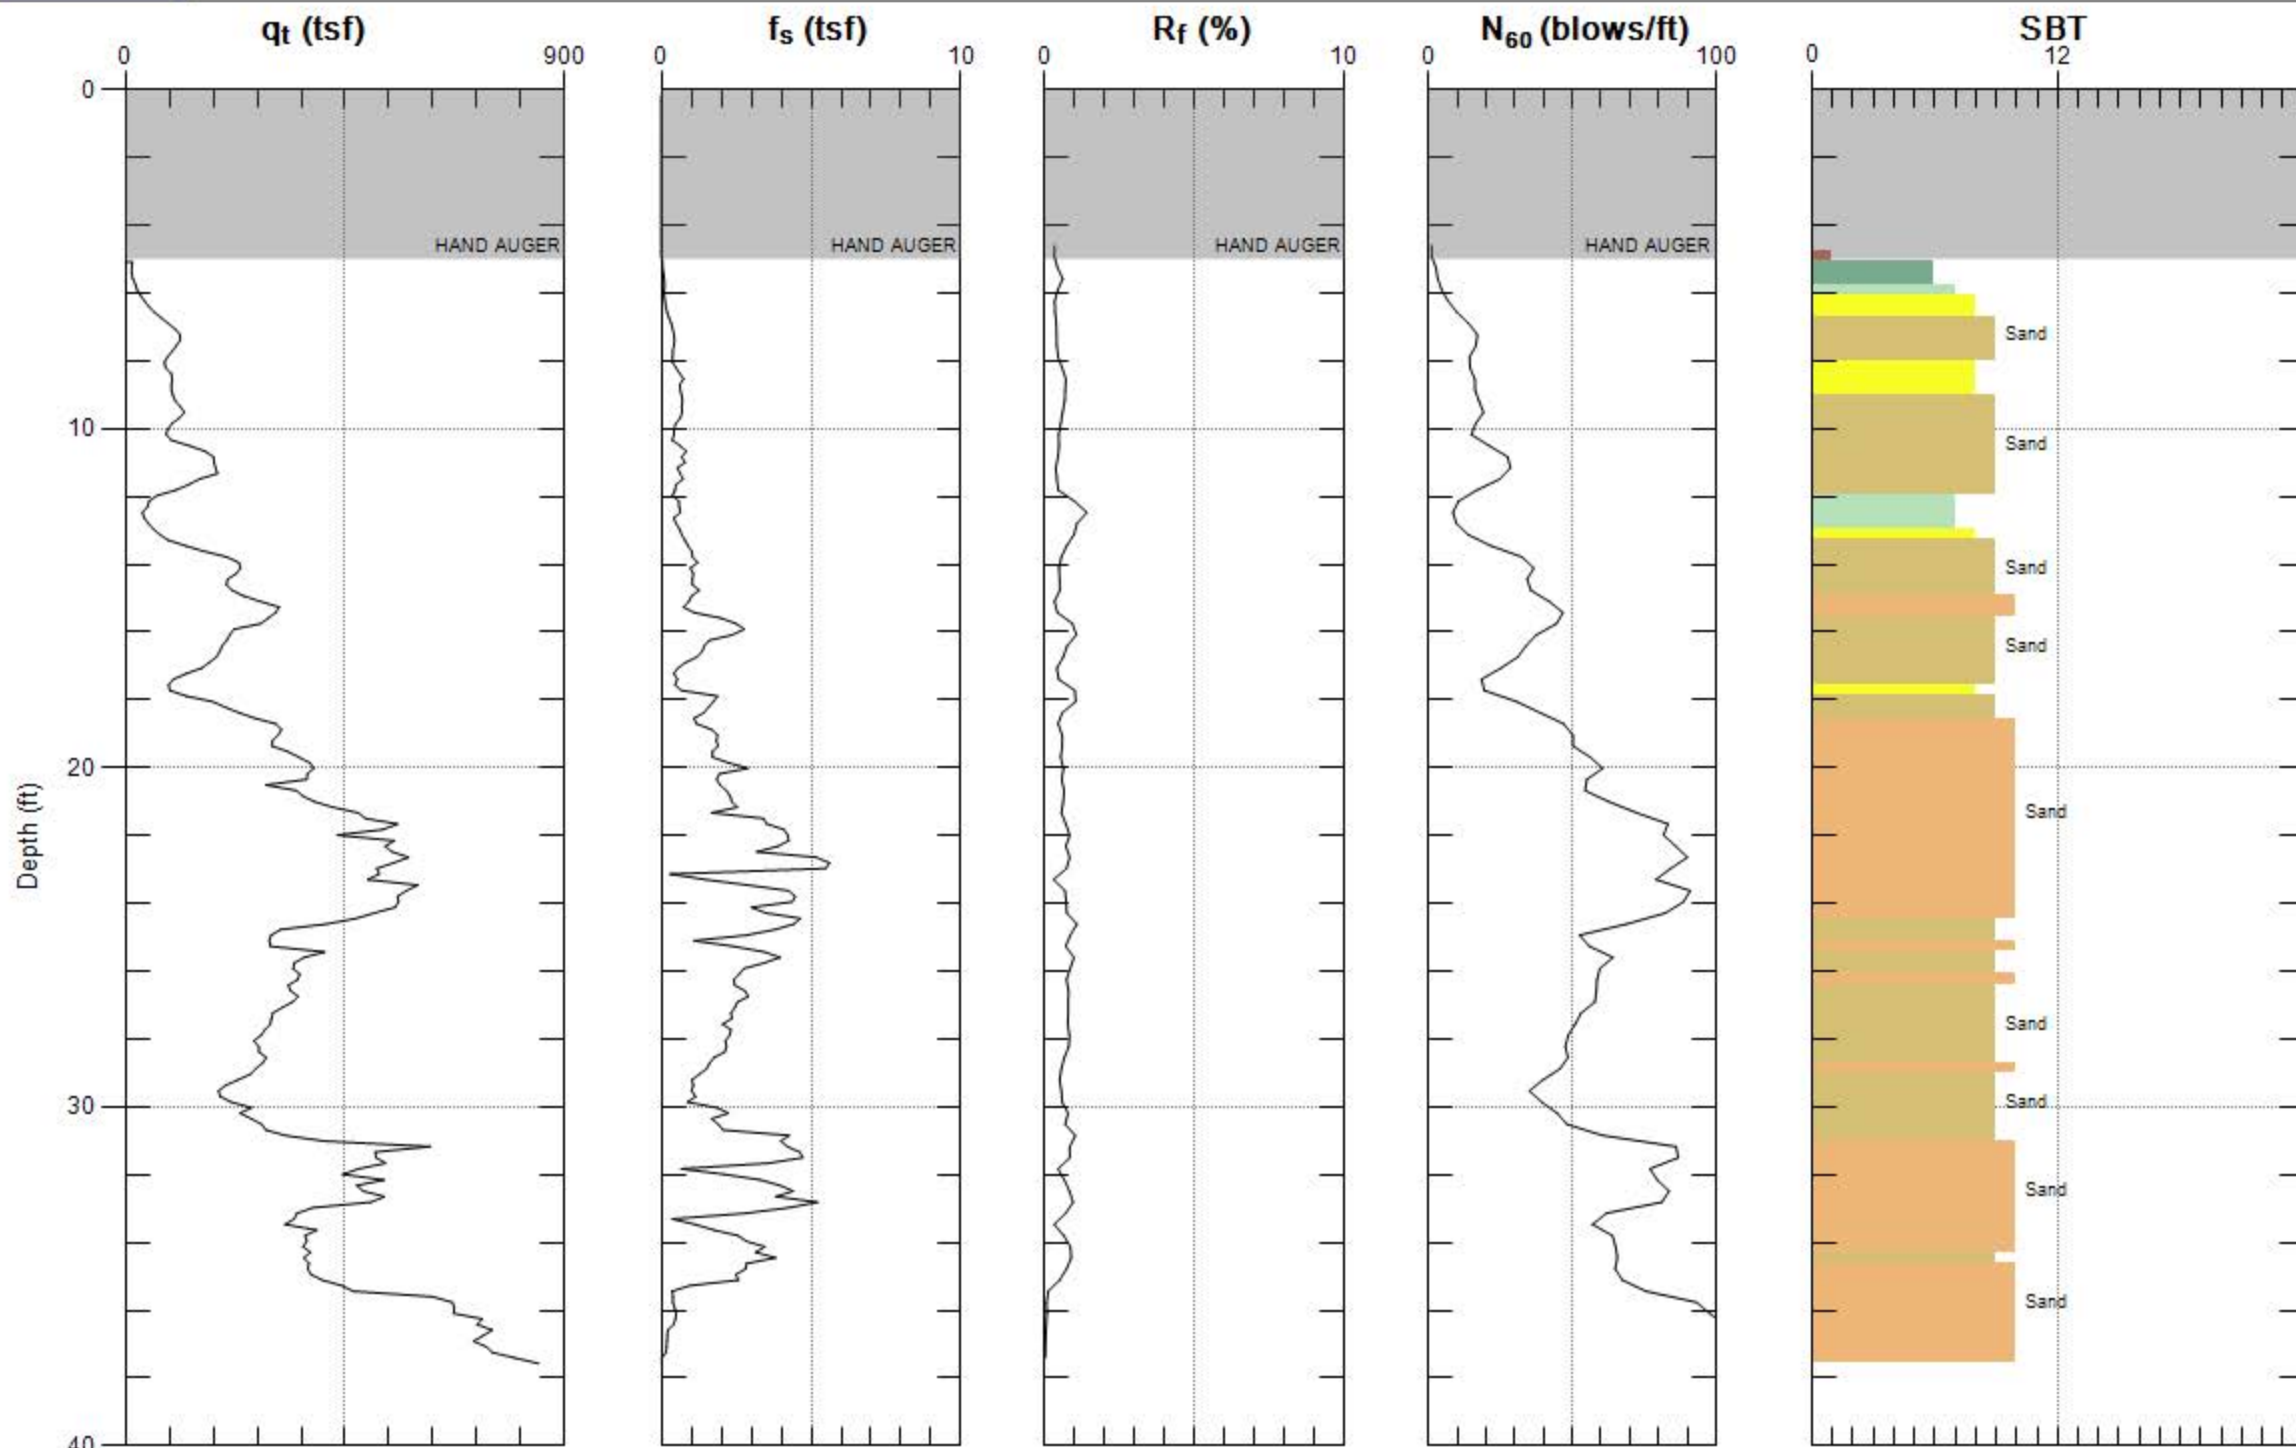 qt (tsf) fs (tsf) Rf (%) N60 (blows/ft) SBT
0 900 0 10 0 10 0 100 0 12
0
HAND AUGER HAND AUGER HAND AUGER HAND AUGER
Sand
10
Sand
Sand
Sand
20
Sand
Depth (ft)
Sand
Sand
30
Sand
Sand
40